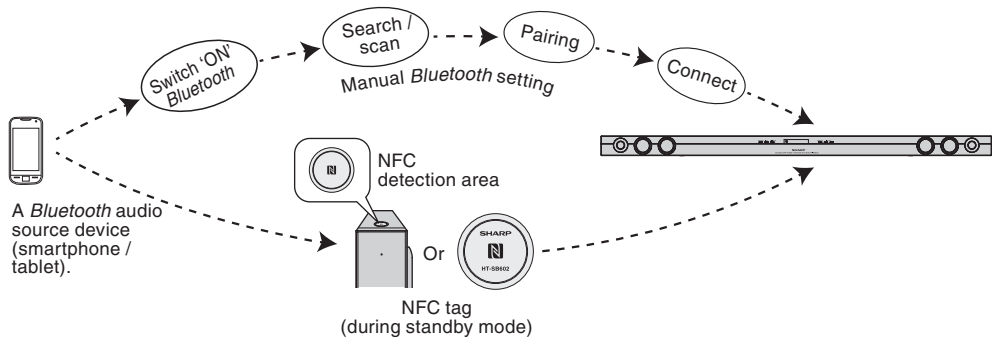 Switch ‘ON’
Bluetooth
Search /
scan
Pairing
Connect
Manual Bluetooth setting
A Bluetooth audio
source device
(smartphone /
tablet).
NFC
detection area
Or
SHARP
HT-SB602
NFC tag
(during standby mode)
SHARP